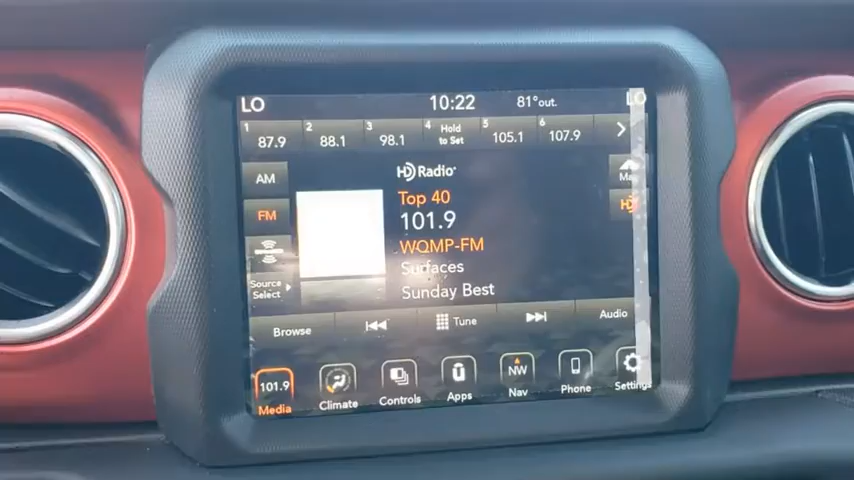 LO 10:22 81°out. LO
1 87.9 2 88.1 3 98.1 4 Hold to Set 5 105.1 6 107.9
AM
HD Radio
FM
Top 40
101.9
HD
WQMP-FM
Source Select
Surfaces
Sunday Best
Browse Tune Audio
101.9 NW
Media Climate Controls Apps Nav Phone Settings